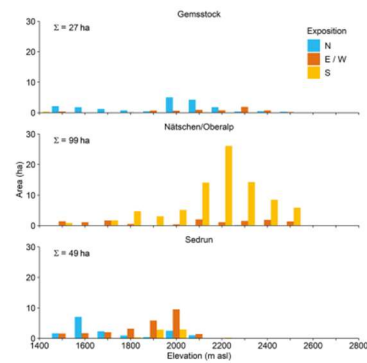 Gemsstock
Σ = 27 ha
Exposition
N
E / W
S
30
20
10
0
Nätschen/Oberalp
Σ = 99 ha
Area (ha)
30
20
10
0
Sedrun
Σ = 49 ha
30
20
10
0
1400 1600 1800 2000 2200 2400 2600 2800
Elevation (m asl)